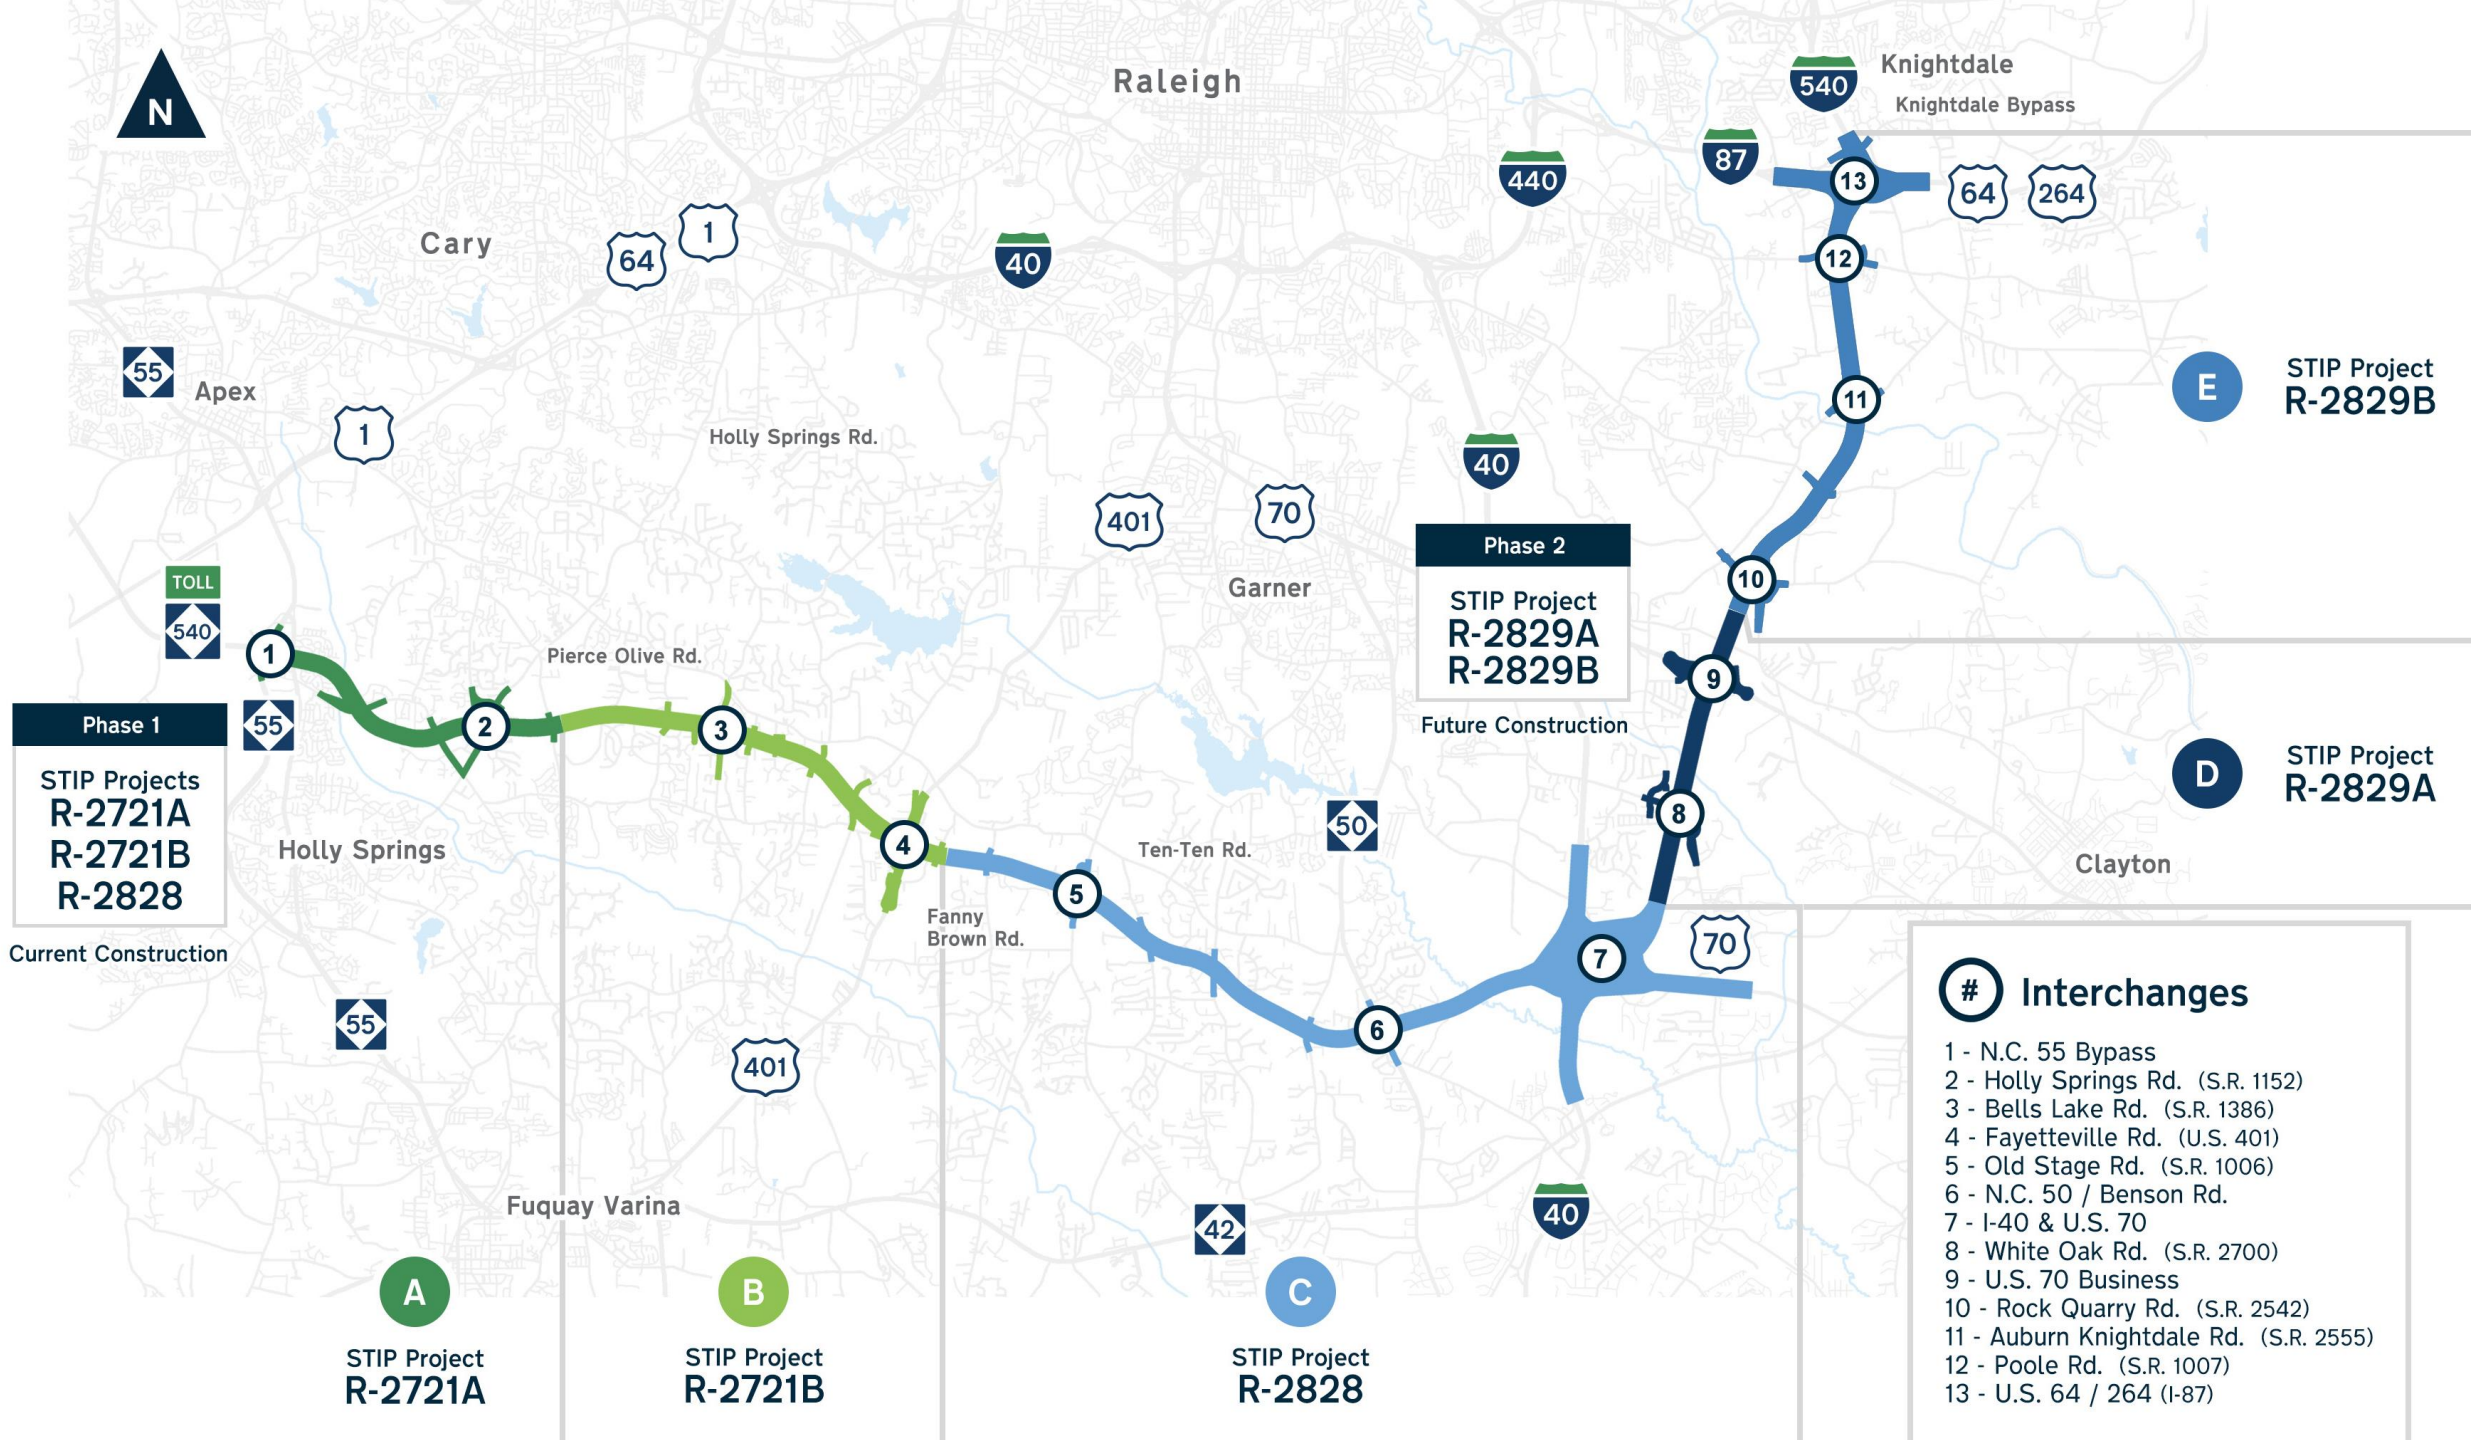 N
Raleigh
540
Knightdale
Knightdale Bypass
87
440
13
64
264
Cary
64
1
40
12
55
Apex
1
Holly Springs Rd.
40
11
E
STIP Project
R-2829B
401
70
Garner
Phase 2
STIP Project
R-2829A
R-2829B
Future Construction
10
TOLL
540
1
Pierce Olive Rd.
9
55
2
3
Phase 1
STIP Projects
R-2721A
R-2721B
R-2828
Current Construction
D
STIP Project
R-2829A
8
50
Holly Springs
4
Ten-Ten Rd.
Clayton
5
Fanny
Brown Rd.
7
70
6
55
401
Fuquay Varina
42
40
# Interchanges
1 - N.C. 55 Bypass
2 - Holly Springs Rd. (S.R. 1152)
3 - Bells Lake Rd. (S.R. 1386)
4 - Fayetteville Rd. (U.S. 401)
5 - Old Stage Rd. (S.R. 1006)
6 - N.C. 50 / Benson Rd.
7 - I-40 & U.S. 70
8 - White Oak Rd. (S.R. 2700)
9 - U.S. 70 Business
10 - Rock Quarry Rd. (S.R. 2542)
11 - Auburn Knightdale Rd. (S.R. 2555)
12 - Poole Rd. (S.R. 1007)
13 - U.S. 64 / 264 (I-87)
A
STIP Project
R-2721A
B
STIP Project
R-2721B
C
STIP Project
R-2828